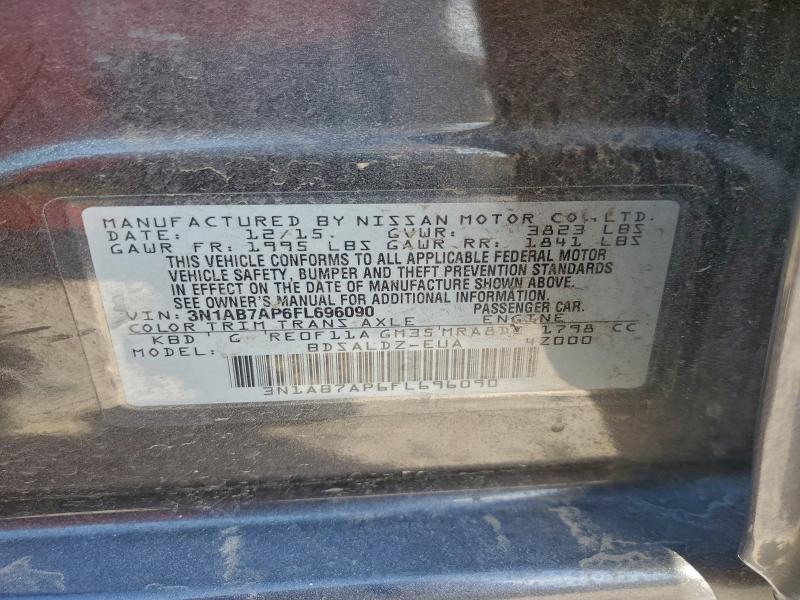 MANUFACTURED BY NISSAN MOTOR CO.,LTD.
DATE: 12/15. GVWR: 3823 LBS
GAWR FR: 1995 LBS GAWR RR: 1841 LBS
THIS VEHICLE CONFORMS TO ALL APPLICABLE FEDERAL MOTOR
VEHICLE SAFETY, BUMPER AND THEFT PREVENTION STANDARDS
IN EFFECT ON THE DATE OF MANUFACTURE SHOWN ABOVE.
SEE OWNER'S MANUAL FOR ADDITIONAL INFORMATION.
VIN: 3N1AB7AP6FL696090 PASSENGER CAR.
COLOR TRIM TRANS AXLE ENGINE
KBD G RE0F11A GH35 MRA8DE 1798 CC
MODEL: BDSALDZ-EUA 4Z000
3N1AB7AP6FL696090